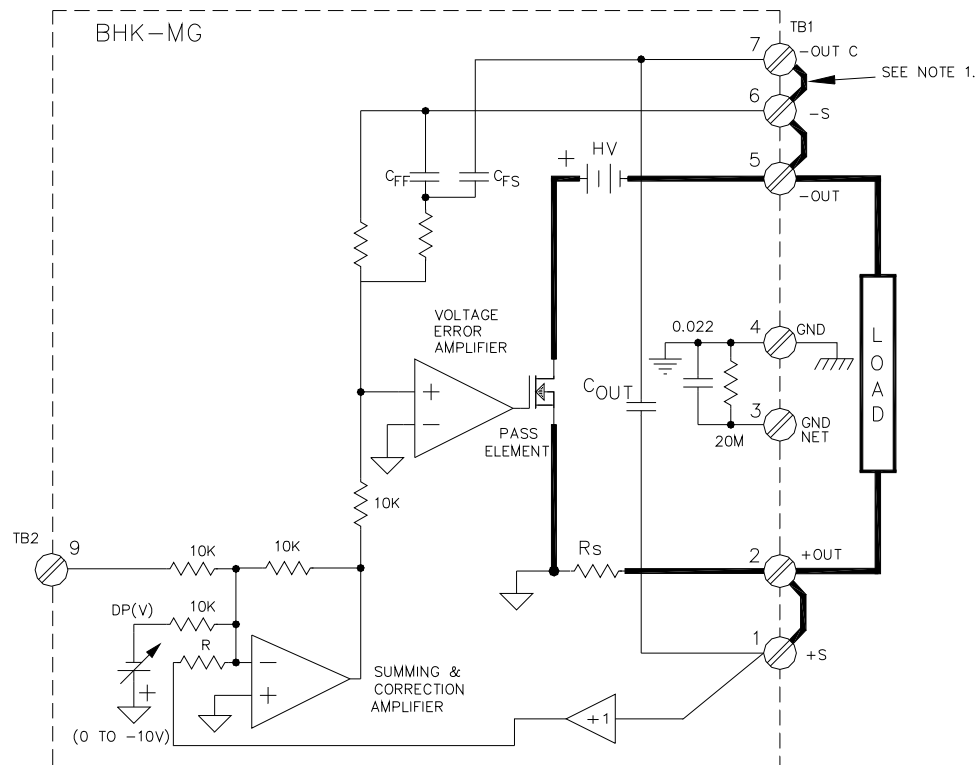 BHK-MG
TB1
7
-OUT C
SEE NOTE 1.
6
-S
+
HV
5
-OUT
CFF
CFS
VOLTAGE
ERROR
AMPLIFIER
0.022
4
GND
LOAD
+
-
COUT
3
GND
NET
PASS
ELEMENT
20M
10K
TB2
9
10K
10K
Rs
2
+OUT
DP(V)
10K
R
-
1
+S
+
+
SUMMING &
CORRECTION
AMPLIFIER
+1
(0 TO -10V)